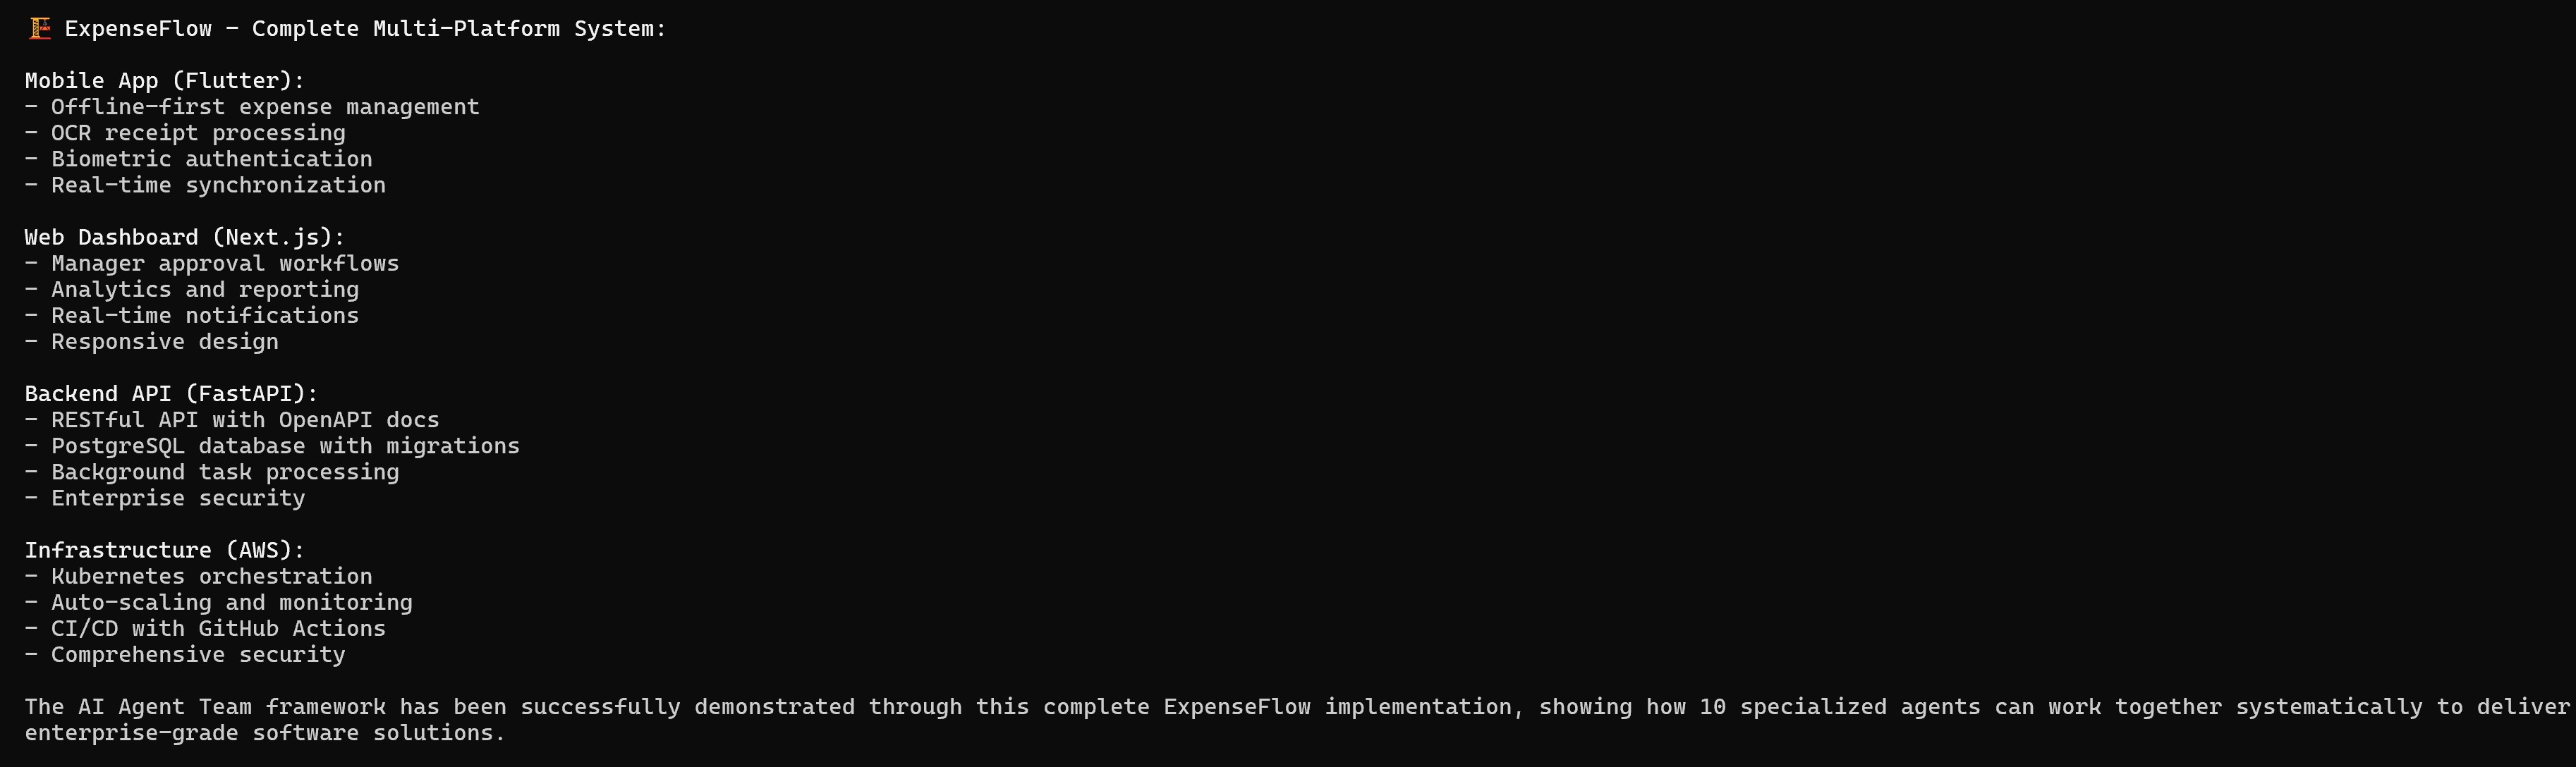 🏗️ ExpenseFlow - Complete Multi-Platform System:

Mobile App (Flutter):
- Offline-first expense management
- OCR receipt processing
- Biometric authentication
- Real-time synchronization

Web Dashboard (Next.js):
- Manager approval workflows
- Analytics and reporting
- Real-time notifications
- Responsive design

Backend API (FastAPI):
- RESTful API with OpenAPI docs
- PostgreSQL database with migrations
- Background task processing
- Enterprise security

Infrastructure (AWS):
- Kubernetes orchestration
- Auto-scaling and monitoring
- CI/CD with GitHub Actions
- Comprehensive security

The AI Agent Team framework has been successfully demonstrated through this complete ExpenseFlow implementation, showing how 10 specialized agents can work together systematically to deliver
enterprise-grade software solutions.